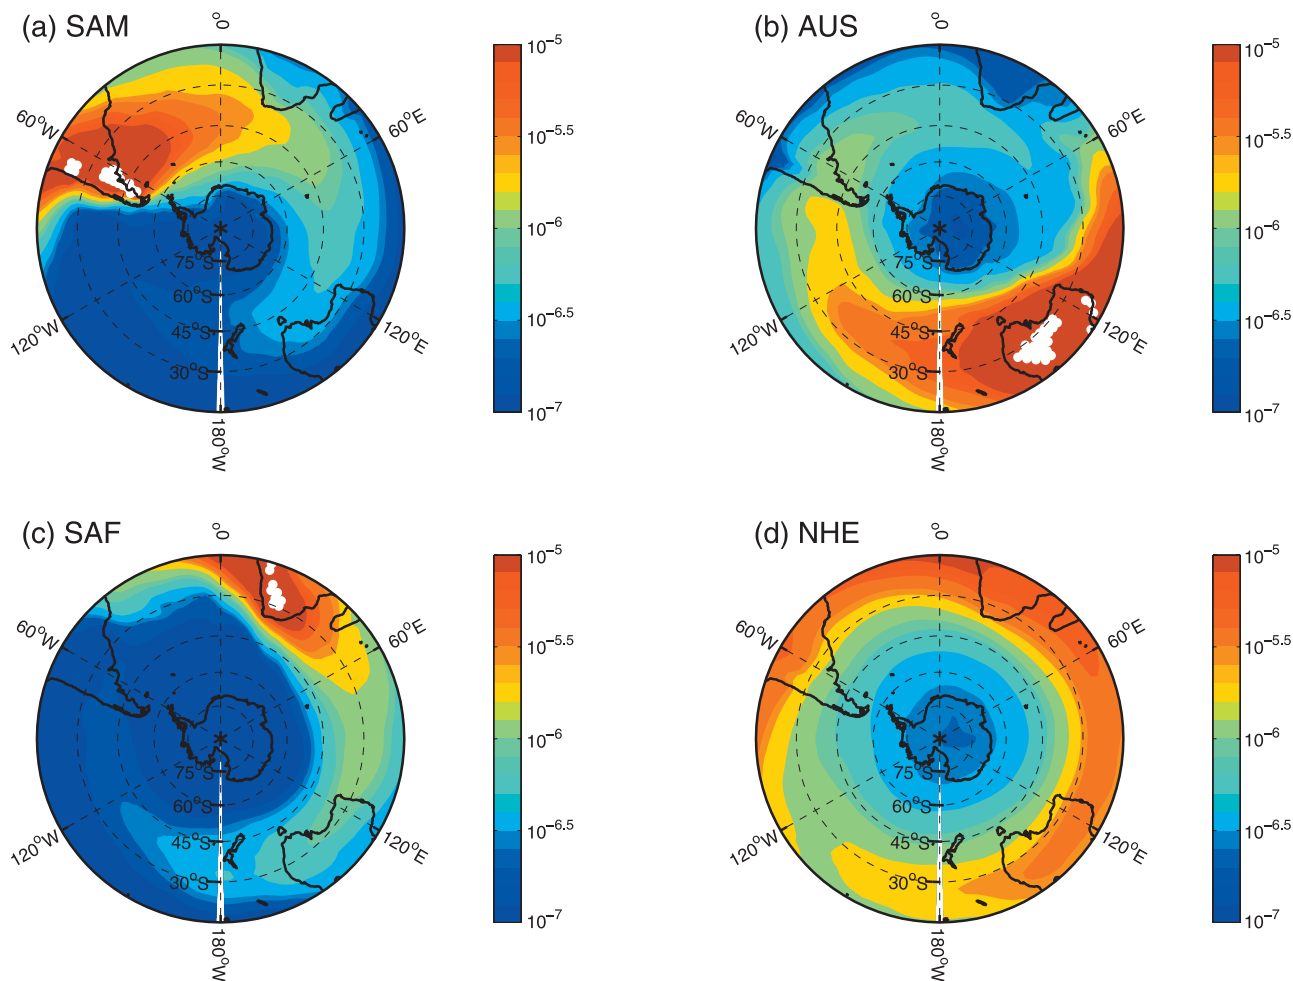 (a) SAM
0°
60°W
60°E
120°W
120°E
75°S
60°S
45°S
30°S
180°W
10⁻⁵
10⁻⁵·⁵
10⁻⁶
10⁻⁶·⁵
10⁻⁷
(b) AUS
0°
60°W
60°E
120°W
120°E
75°S
60°S
45°S
30°S
180°W
10⁻⁵
10⁻⁵·⁵
10⁻⁶
10⁻⁶·⁵
10⁻⁷
(c) SAF
0°
60°W
60°E
120°W
120°E
75°S
60°S
45°S
30°S
180°W
10⁻⁵
10⁻⁵·⁵
10⁻⁶
10⁻⁶·⁵
10⁻⁷
(d) NHE
0°
60°W
60°E
120°W
120°E
75°S
60°S
45°S
30°S
180°W
10⁻⁵
10⁻⁵·⁵
10⁻⁶
10⁻⁶·⁵
10⁻⁷